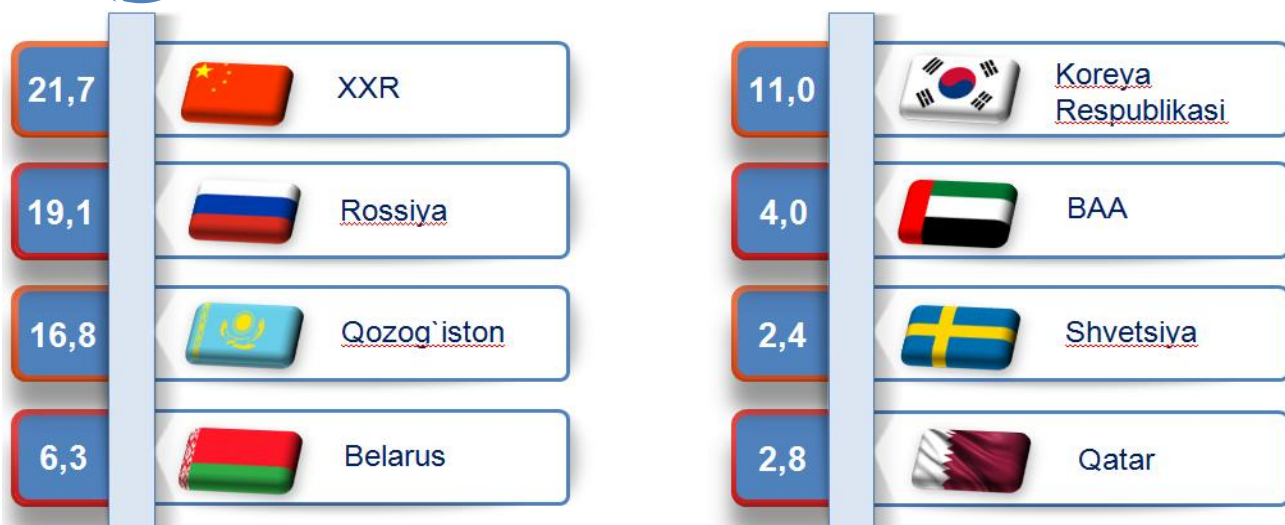 21,7
XXR
19,1
Rossiya
16,8
Qozog`iston
6,3
Belarus
11,0
Koreya
Respublikasi
4,0
BAA
2,4
Shvetsiya
2,8
Qatar